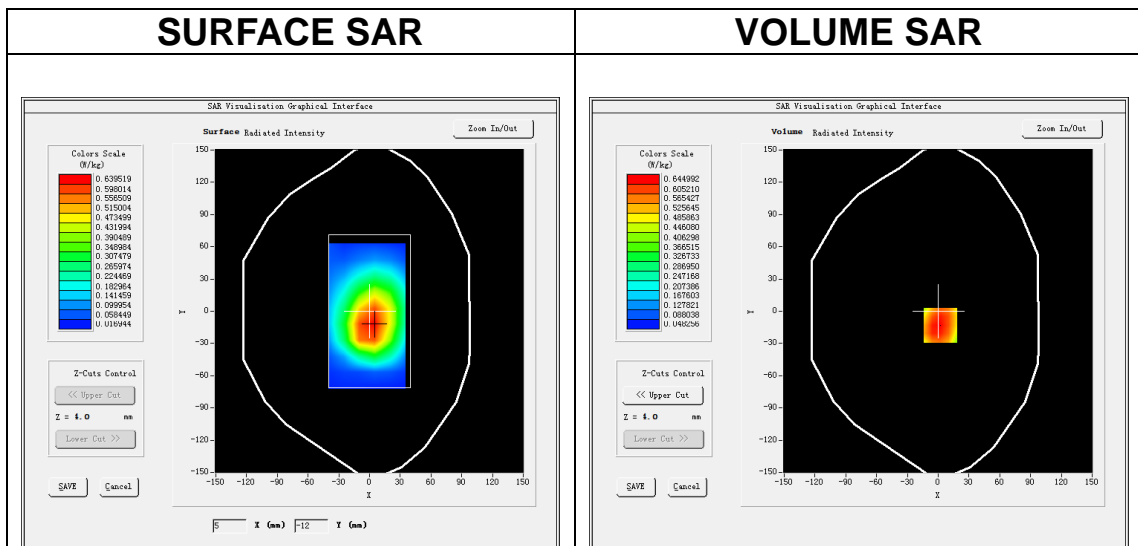 SURFACE SAR
VOLUME SAR
SAR Visualisation Graphical Interface
Surface Radiated Intensity
Zoom In/Out
Colors Scale
(W/kg)
0.639519
0.598014
0.556509
0.515004
0.473499
0.431994
0.390489
0.348984
0.307479
0.265974
0.224469
0.182964
0.141459
0.099954
0.058449
0.016944
Z-Cuts Control
<< Upper Cut
Z = 4.0 mm
Lower Cut >>
SAVE
Cancel
150
120
90
60
30
0
-30
-60
-90
-120
-150
Y
-150 -120 -90 -60 -30 0 30 60 90 120 150
X
5 X (mm) -12 Y (mm)
SAR Visualisation Graphical Interface
Volume Radiated Intensity
Zoom In/Out
Colors Scale
(W/kg)
0.644992
0.605210
0.565427
0.525645
0.485863
0.446080
0.406298
0.366515
0.326733
0.286950
0.247168
0.207386
0.167603
0.127821
0.088038
0.048256
Z-Cuts Control
<< Upper Cut
Z = 4.0 mm
Lower Cut >>
SAVE
Cancel
150
120
90
60
30
0
-30
-60
-90
-120
-150
Y
-150 -120 -90 -60 -30 0 30 60 90 120 150
X